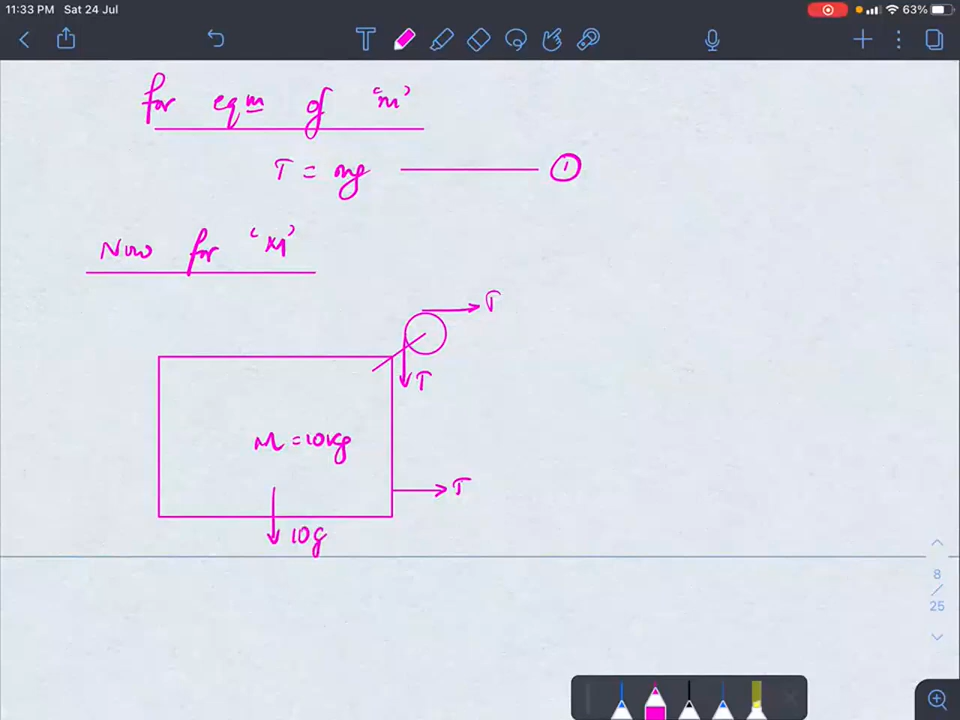 11:33 PM Sat 24 Jul 63%
for eqm of 'm'
T = mg ——— ①
Now for 'M'
T
T
M = 10kg
T
10g
8
/
25